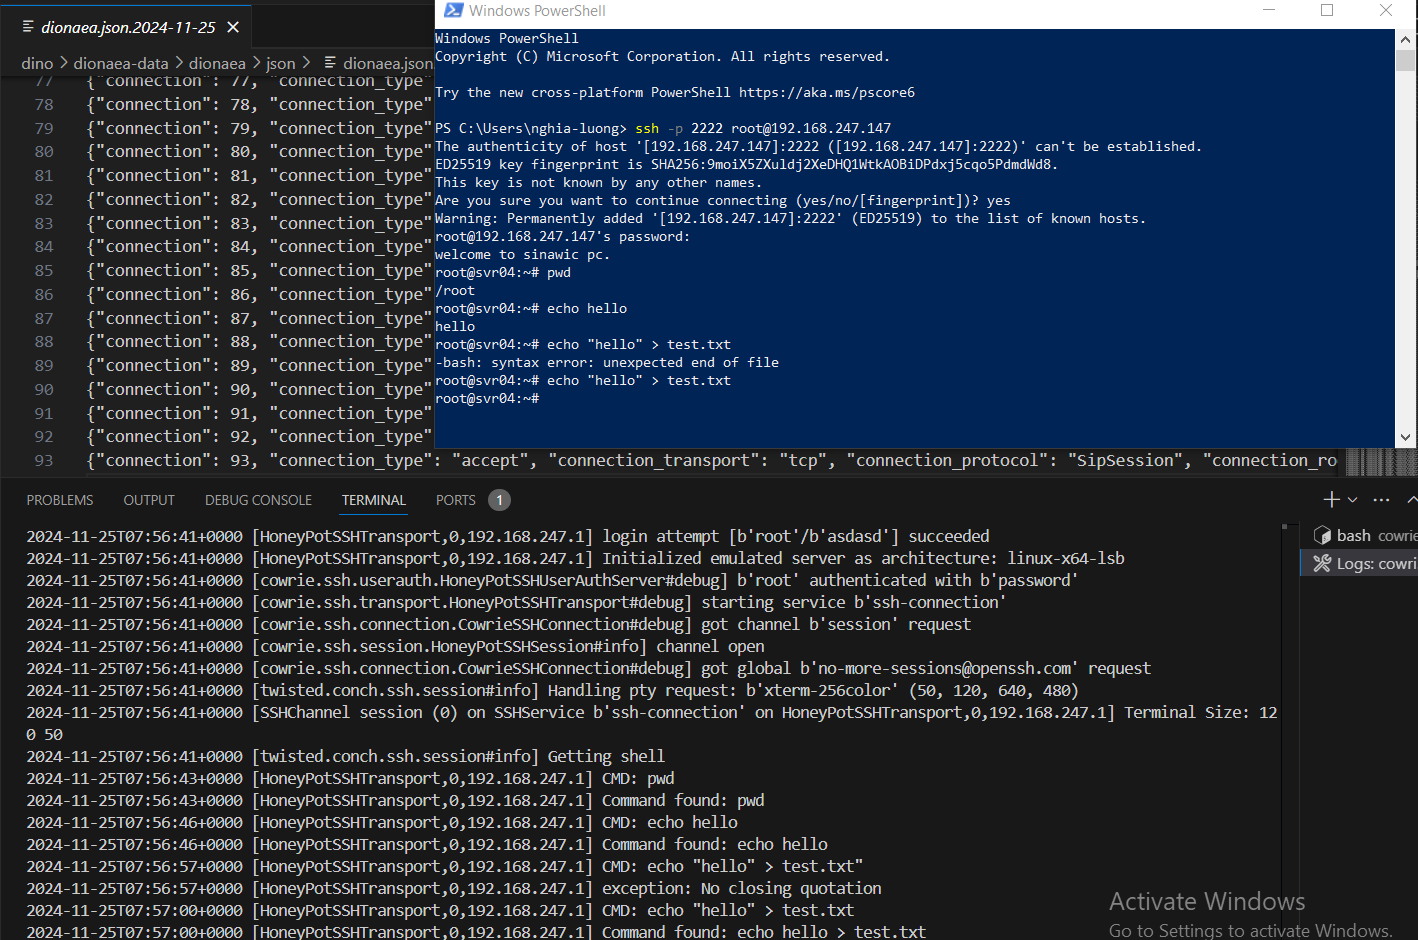 dionaea.json.2024-11-25
dino > dionaea-data > dionaea > json > dionaea.json
77 {"connection": 77, "connection_type"
78 {"connection": 78, "connection_type"
79 {"connection": 79, "connection_type"
80 {"connection": 80, "connection_type"
81 {"connection": 81, "connection_type"
82 {"connection": 82, "connection_type"
83 {"connection": 83, "connection_type"
84 {"connection": 84, "connection_type"
85 {"connection": 85, "connection_type"
86 {"connection": 86, "connection_type"
87 {"connection": 87, "connection_type"
88 {"connection": 88, "connection_type"
89 {"connection": 89, "connection_type"
90 {"connection": 90, "connection_type"
91 {"connection": 91, "connection_type"
92 {"connection": 92, "connection_type"
93 {"connection": 93, "connection_type": "accept", "connection_transport": "tcp", "connection_protocol": "SipSession", "connection_ro
Windows PowerShell
Windows PowerShell
Copyright (C) Microsoft Corporation. All rights reserved.
Try the new cross-platform PowerShell https://aka.ms/pscore6
PS C:\Users\nghia-luong> ssh -p 2222 root@192.168.247.147
The authenticity of host '[192.168.247.147]:2222 ([192.168.247.147]:2222)' can't be established.
ED25519 key fingerprint is SHA256:9moiX5ZXuldj2XeDHQ1WtkAOBiDPdxj5cqo5PdmdWd8.
This key is not known by any other names.
Are you sure you want to continue connecting (yes/no/[fingerprint])? yes
Warning: Permanently added '[192.168.247.147]:2222' (ED25519) to the list of known hosts.
root@192.168.247.147's password:
welcome to sinawic pc.
root@svr04:~# pwd
/root
root@svr04:~# echo hello
hello
root@svr04:~# echo "hello" > test.txt
-bash: syntax error: unexpected end of file
root@svr04:~# echo "hello" > test.txt
root@svr04:~#
PROBLEMS OUTPUT DEBUG CONSOLE TERMINAL PORTS 1
2024-11-25T07:56:41+0000 [HoneyPotSSHTransport,0,192.168.247.1] login attempt [b'root'/b'asdasd'] succeeded
2024-11-25T07:56:41+0000 [HoneyPotSSHTransport,0,192.168.247.1] Initialized emulated server as architecture: linux-x64-lsb
2024-11-25T07:56:41+0000 [cowrie.ssh.userauth.HoneyPotSSHUserAuthServer#debug] b'root' authenticated with b'password'
2024-11-25T07:56:41+0000 [cowrie.ssh.transport.HoneyPotSSHTransport#debug] starting service b'ssh-connection'
2024-11-25T07:56:41+0000 [cowrie.ssh.connection.CowrieSSHConnection#debug] got channel b'session' request
2024-11-25T07:56:41+0000 [cowrie.ssh.session.HoneyPotSSHSession#info] channel open
2024-11-25T07:56:41+0000 [cowrie.ssh.connection.CowrieSSHConnection#debug] got global b'no-more-sessions@openssh.com' request
2024-11-25T07:56:41+0000 [twisted.conch.ssh.session#info] Handling pty request: b'xterm-256color' (50, 120, 640, 480)
2024-11-25T07:56:41+0000 [SSHChannel session (0) on SSHService b'ssh-connection' on HoneyPotSSHTransport,0,192.168.247.1] Terminal Size: 12
0 50
2024-11-25T07:56:41+0000 [twisted.conch.ssh.session#info] Getting shell
2024-11-25T07:56:43+0000 [HoneyPotSSHTransport,0,192.168.247.1] CMD: pwd
2024-11-25T07:56:43+0000 [HoneyPotSSHTransport,0,192.168.247.1] Command found: pwd
2024-11-25T07:56:46+0000 [HoneyPotSSHTransport,0,192.168.247.1] CMD: echo hello
2024-11-25T07:56:46+0000 [HoneyPotSSHTransport,0,192.168.247.1] Command found: echo hello
2024-11-25T07:56:57+0000 [HoneyPotSSHTransport,0,192.168.247.1] CMD: echo "hello" > test.txt"
2024-11-25T07:56:57+0000 [HoneyPotSSHTransport,0,192.168.247.1] exception: No closing quotation
2024-11-25T07:57:00+0000 [HoneyPotSSHTransport,0,192.168.247.1] CMD: echo "hello" > test.txt
2024-11-25T07:57:00+0000 [HoneyPotSSHTransport,0,192.168.247.1] Command found: echo hello > test.txt
bash cowrie
Logs: cowri
Activate Windows
Go to Settings to activate Windows.